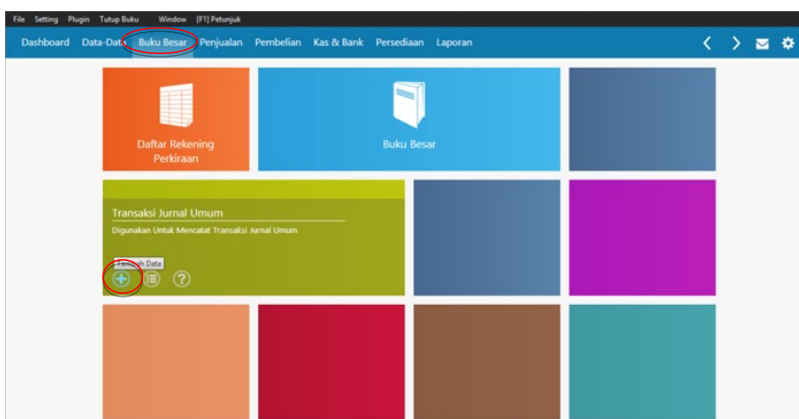 File Setting Plugin Tutup Buku Window [F1] Petunjuk
Dashboard Data-Data Buku Besar Penjualan Pembelian Kas & Bank Persediaan Laporan
Daftar Rekening
Perkiraan
Buku Besar
Transaksi Jurnal Umum
Digunakan Untuk Mencatat Transaksi Jurnal Umum
Tambah Data